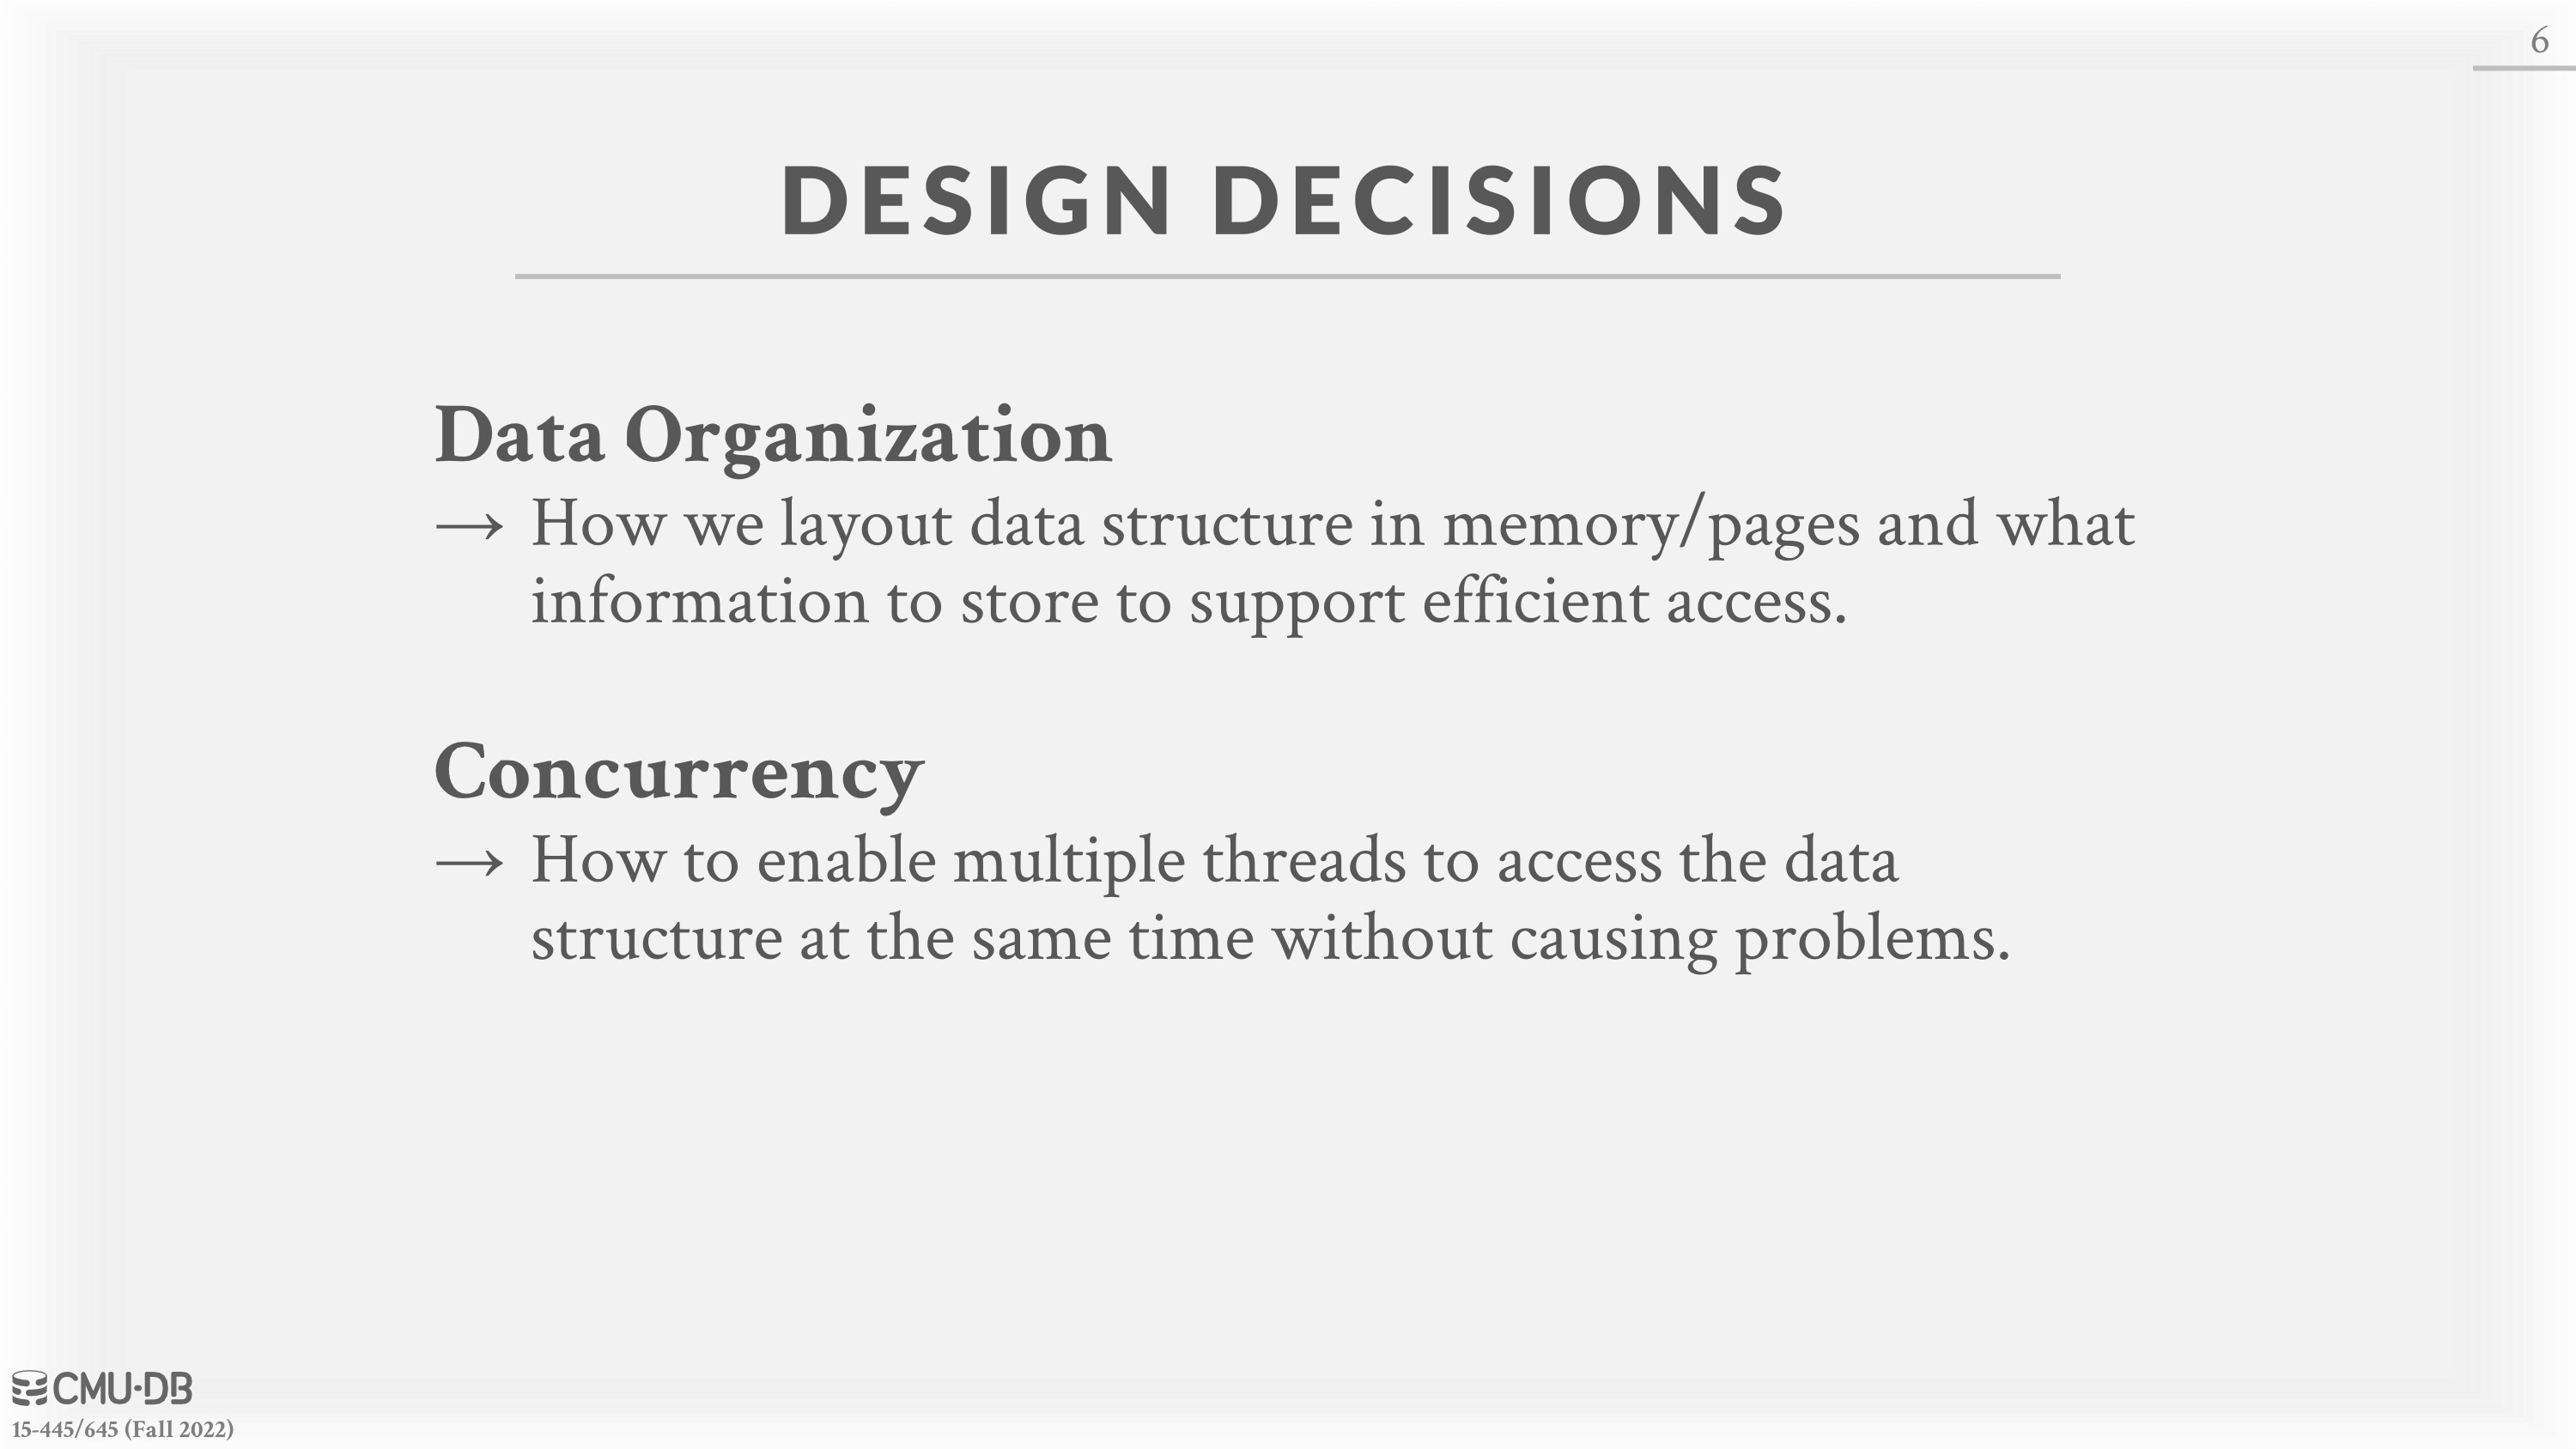 6
DESIGN DECISIONS
Data Organization
→ How we layout data structure in memory/pages and what
information to store to support efficient access.
Concurrency
→ How to enable multiple threads to access the data
structure at the same time without causing problems.
CMU·DB
15-445/645 (Fall 2022)